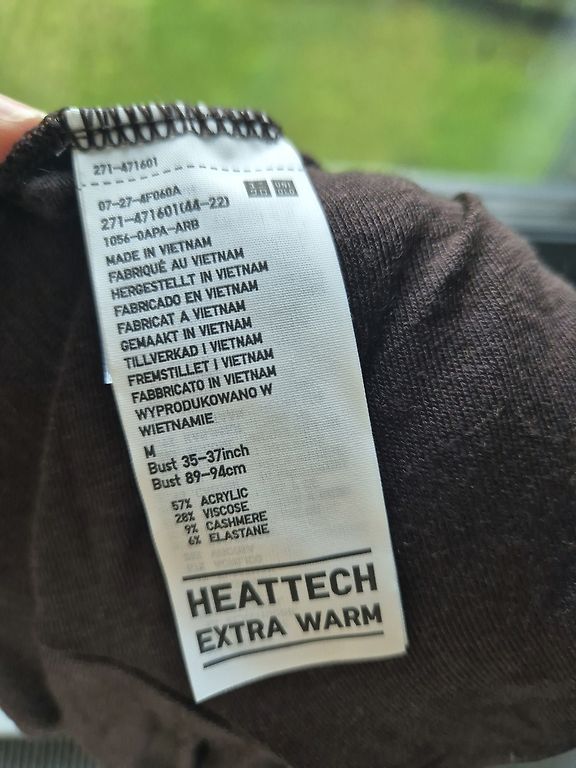 271-471601
07-27-4F060A
271-471601(44-22)
1056-0APA-ARB
MADE IN VIETNAM
FABRIQUÉ AU VIETNAM
HERGESTELLT IN VIETNAM
FABRICADO EN VIETNAM
FABRICAT A VIETNAM
GEMAAKT IN VIETNAM
TILLVERKAD I VIETNAM
FREMSTILLET I VIETNAM
FABBRICATO IN VIETNAM
WYPRODUKOWANO W
WIETNAMIE
M
Bust 35-37inch
Bust 89-94cm
57% ACRYLIC
28% VISCOSE
9% CASHMERE
6% ELASTANE
HEATTECH
EXTRA WARM